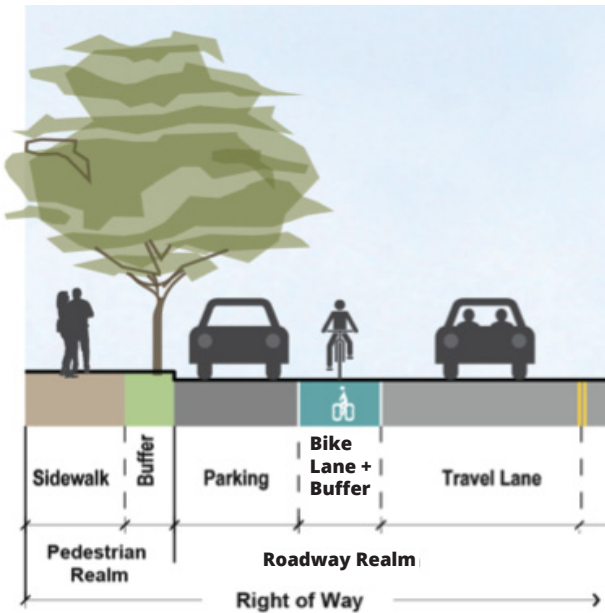 Sidewalk
Buffer
Parking
Bike
Lane +
Buffer
Travel Lane
Pedestrian
Realm
Roadway Realm
Right of Way